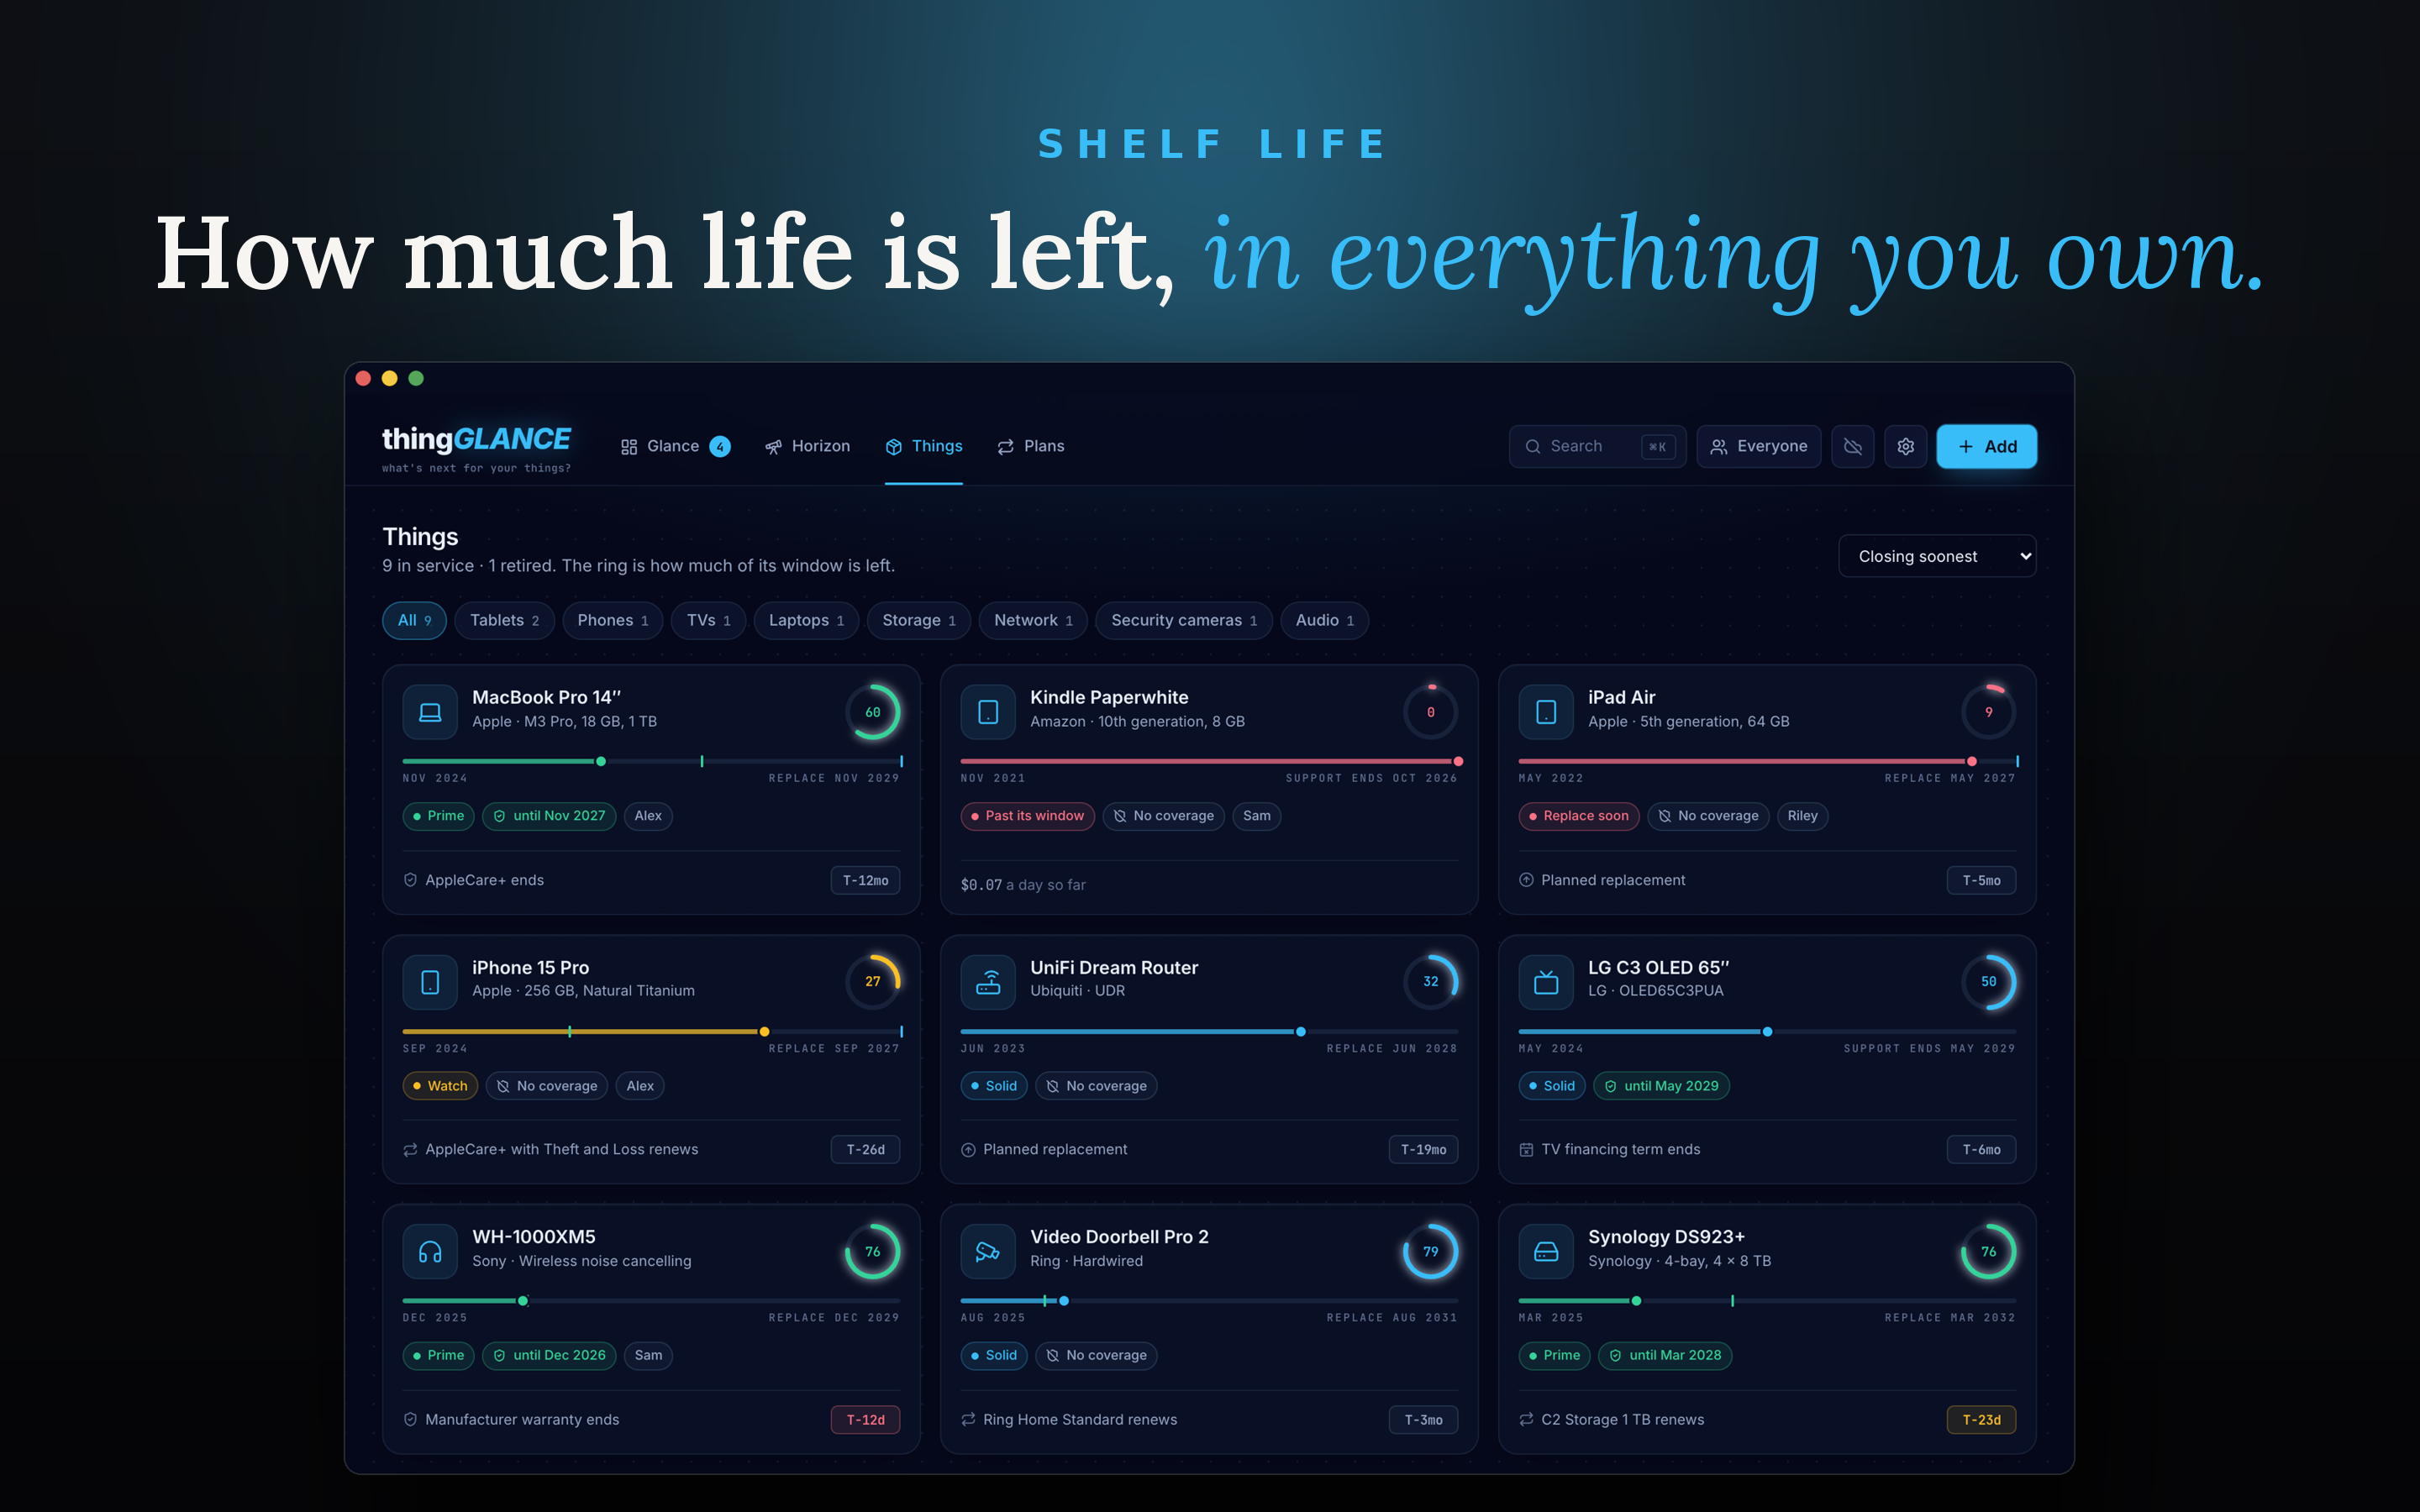 SHELF LIFE
How much life is left, in everything you own.
thingGLANCE
what's next for your things?
Glance 4
Horizon
Things
Plans
Search ⌘K
Everyone
+ Add
Things
9 in service · 1 retired. The ring is how much of its window is left.
Closing soonest
All 9
Tablets 2
Phones 1
TVs 1
Laptops 1
Storage 1
Network 1
Security cameras 1
Audio 1
MacBook Pro 14″
Apple · M3 Pro, 18 GB, 1 TB
60
NOV 2024
REPLACE NOV 2029
Prime
until Nov 2027
Alex
AppleCare+ ends
T-12mo
Kindle Paperwhite
Amazon · 10th generation, 8 GB
0
NOV 2021
SUPPORT ENDS OCT 2026
Past its window
No coverage
Sam
$0.07 a day so far
iPad Air
Apple · 5th generation, 64 GB
9
MAY 2022
REPLACE MAY 2027
Replace soon
No coverage
Riley
Planned replacement
T-5mo
iPhone 15 Pro
Apple · 256 GB, Natural Titanium
27
SEP 2024
REPLACE SEP 2027
Watch
No coverage
Alex
AppleCare+ with Theft and Loss renews
T-26d
UniFi Dream Router
Ubiquiti · UDR
32
JUN 2023
REPLACE JUN 2028
Solid
No coverage
Planned replacement
T-19mo
LG C3 OLED 65″
LG · OLED65C3PUA
50
MAY 2024
SUPPORT ENDS MAY 2029
Solid
until May 2029
TV financing term ends
T-6mo
WH-1000XM5
Sony · Wireless noise cancelling
76
DEC 2025
REPLACE DEC 2029
Prime
until Dec 2026
Sam
Manufacturer warranty ends
T-12d
Video Doorbell Pro 2
Ring · Hardwired
79
AUG 2025
REPLACE AUG 2031
Solid
No coverage
Ring Home Standard renews
T-3mo
Synology DS923+
Synology · 4-bay, 4 × 8 TB
76
MAR 2025
REPLACE MAR 2032
Prime
until Mar 2028
C2 Storage 1 TB renews
T-23d